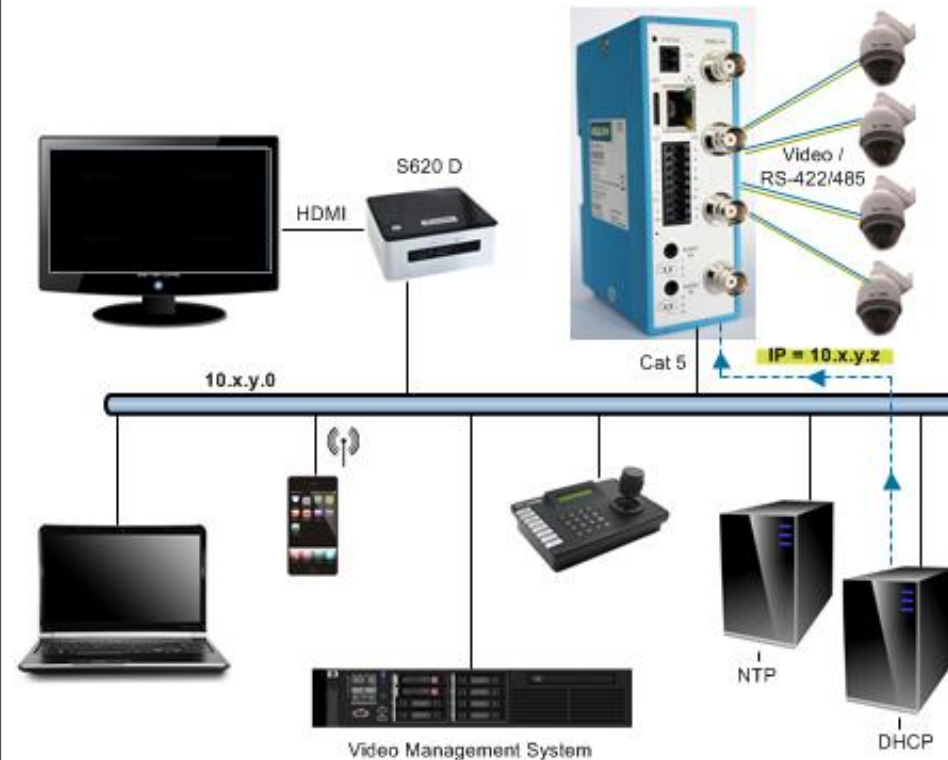 S620 D
HDMI
Video /
RS-422/485
Cat 5
IP = 10.x.y.z
10.x.y.0
NTP
DHCP
Video Management System